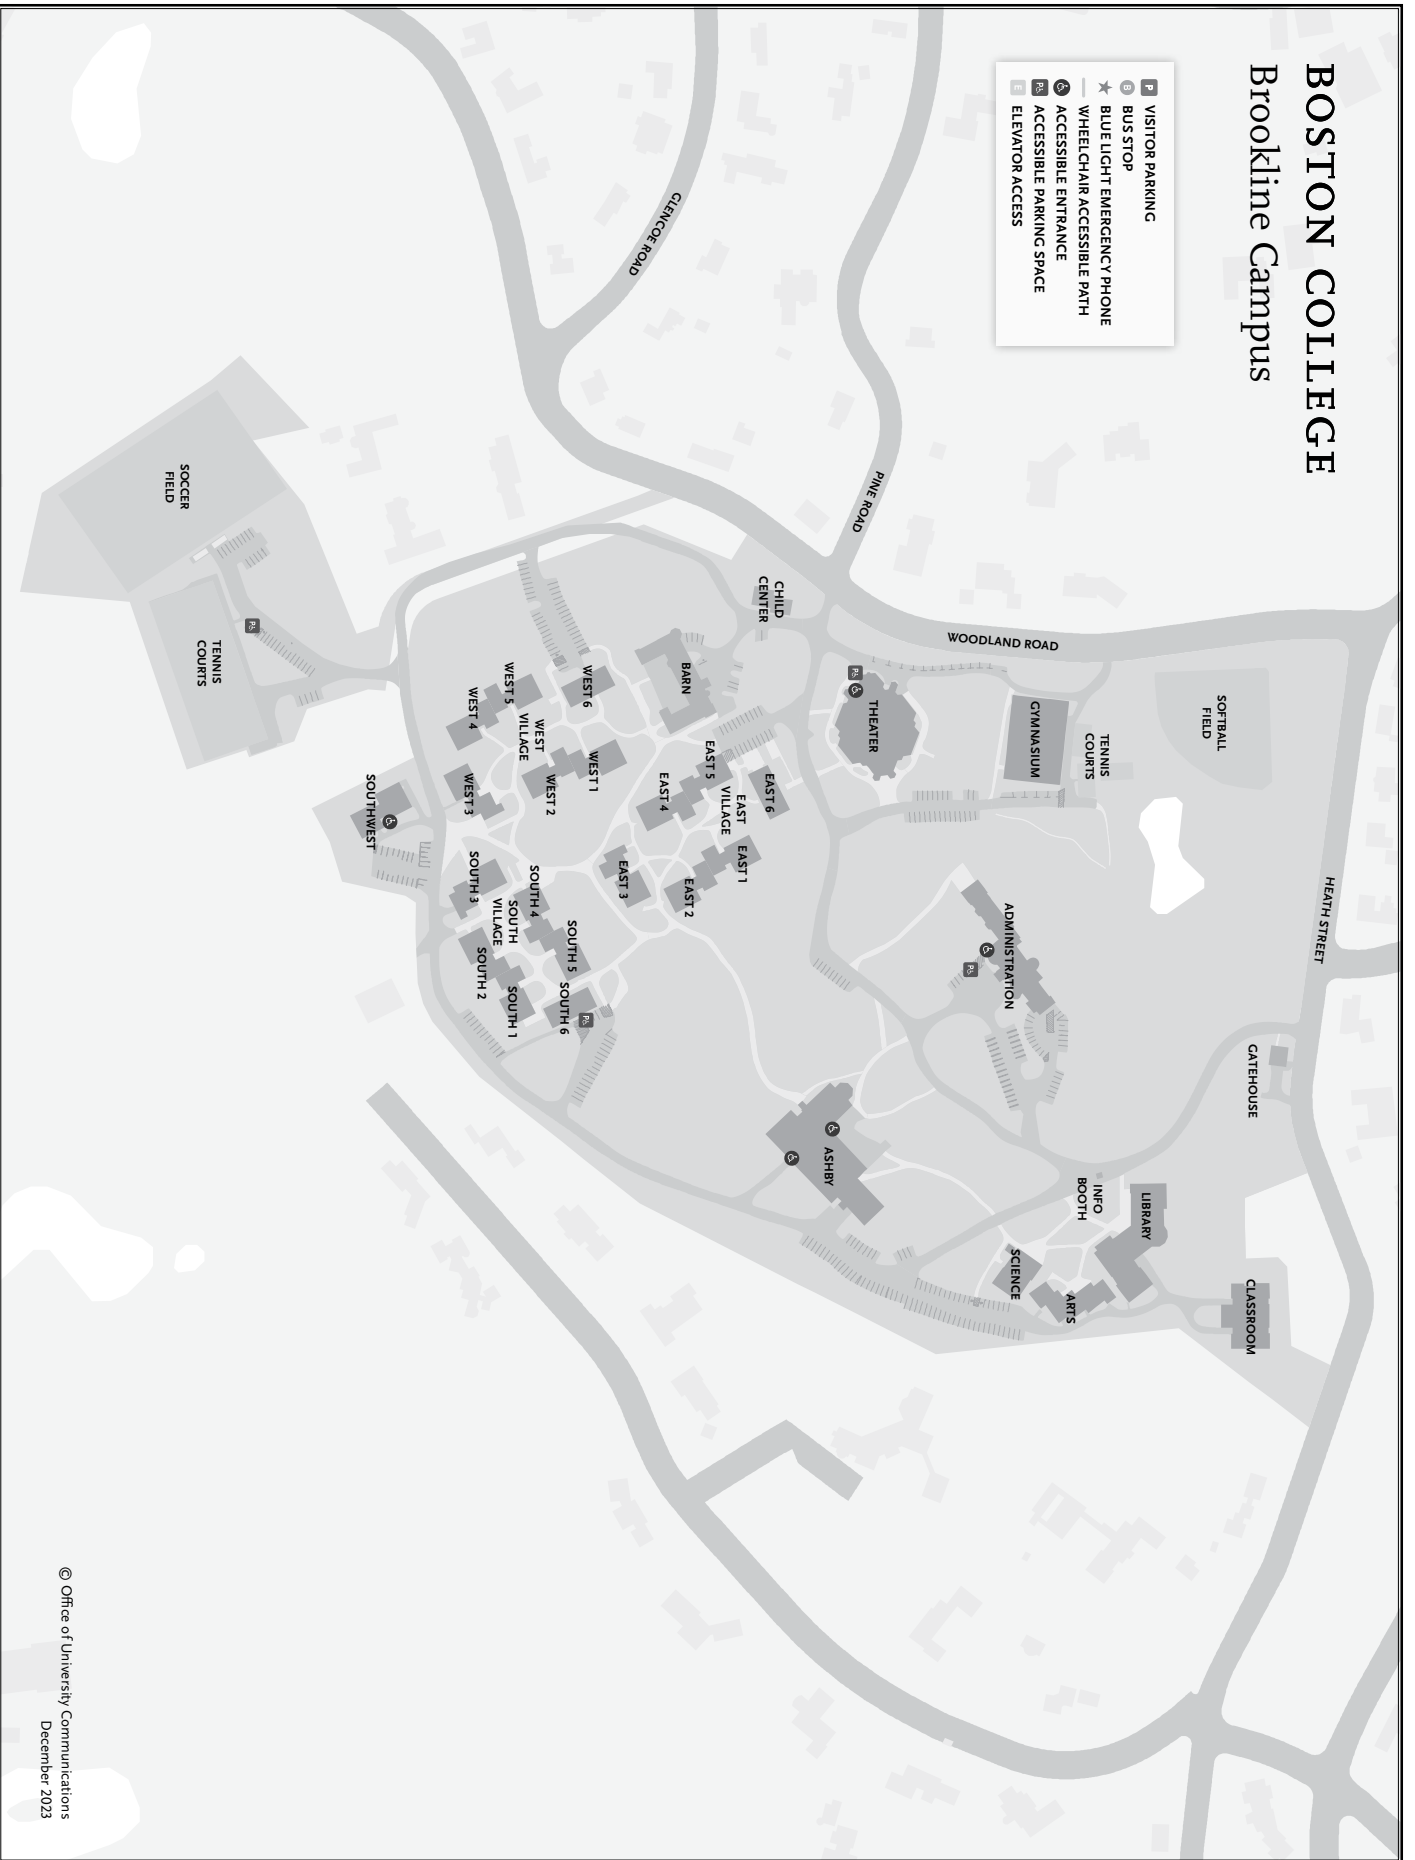 BOSTON COLLEGE
Brookline Campus
P VISITOR PARKING
B BUS STOP
BLUE LIGHT EMERGENCY PHONE
WHEELCHAIR ACCESSIBLE PATH
ACCESSIBLE ENTRANCE
P ACCESSIBLE PARKING SPACE
E ELEVATOR ACCESS
HEATH STREET
SOFTBALL
FIELD
GATEHOUSE
CLASSROOM
LIBRARY
INFO
BOOTH
TENNIS
COURTS
WOODLAND ROAD
GYMNASIUM
ADMINISTRATION
P
ARTS
SCIENCE
PINE ROAD
THEATER
P
ASHBY
CHILD
CENTER
EAST 6
EAST 1
EAST
VILLAGE
EAST 5
EAST 2
EAST 4
EAST 3
BARN
GLENCOE ROAD
WEST 6
WEST 1
WEST 2
WEST
VILLAGE
WEST 5
WEST 4
WEST 3
P
SOUTH 6
SOUTH 5
SOUTH 4
SOUTH
VILLAGE
SOUTH 1
SOUTH 2
SOUTH 3
SOUTHWEST
P
TENNIS
COURTS
SOCCER
FIELD
© Office of University Communications
December 2023